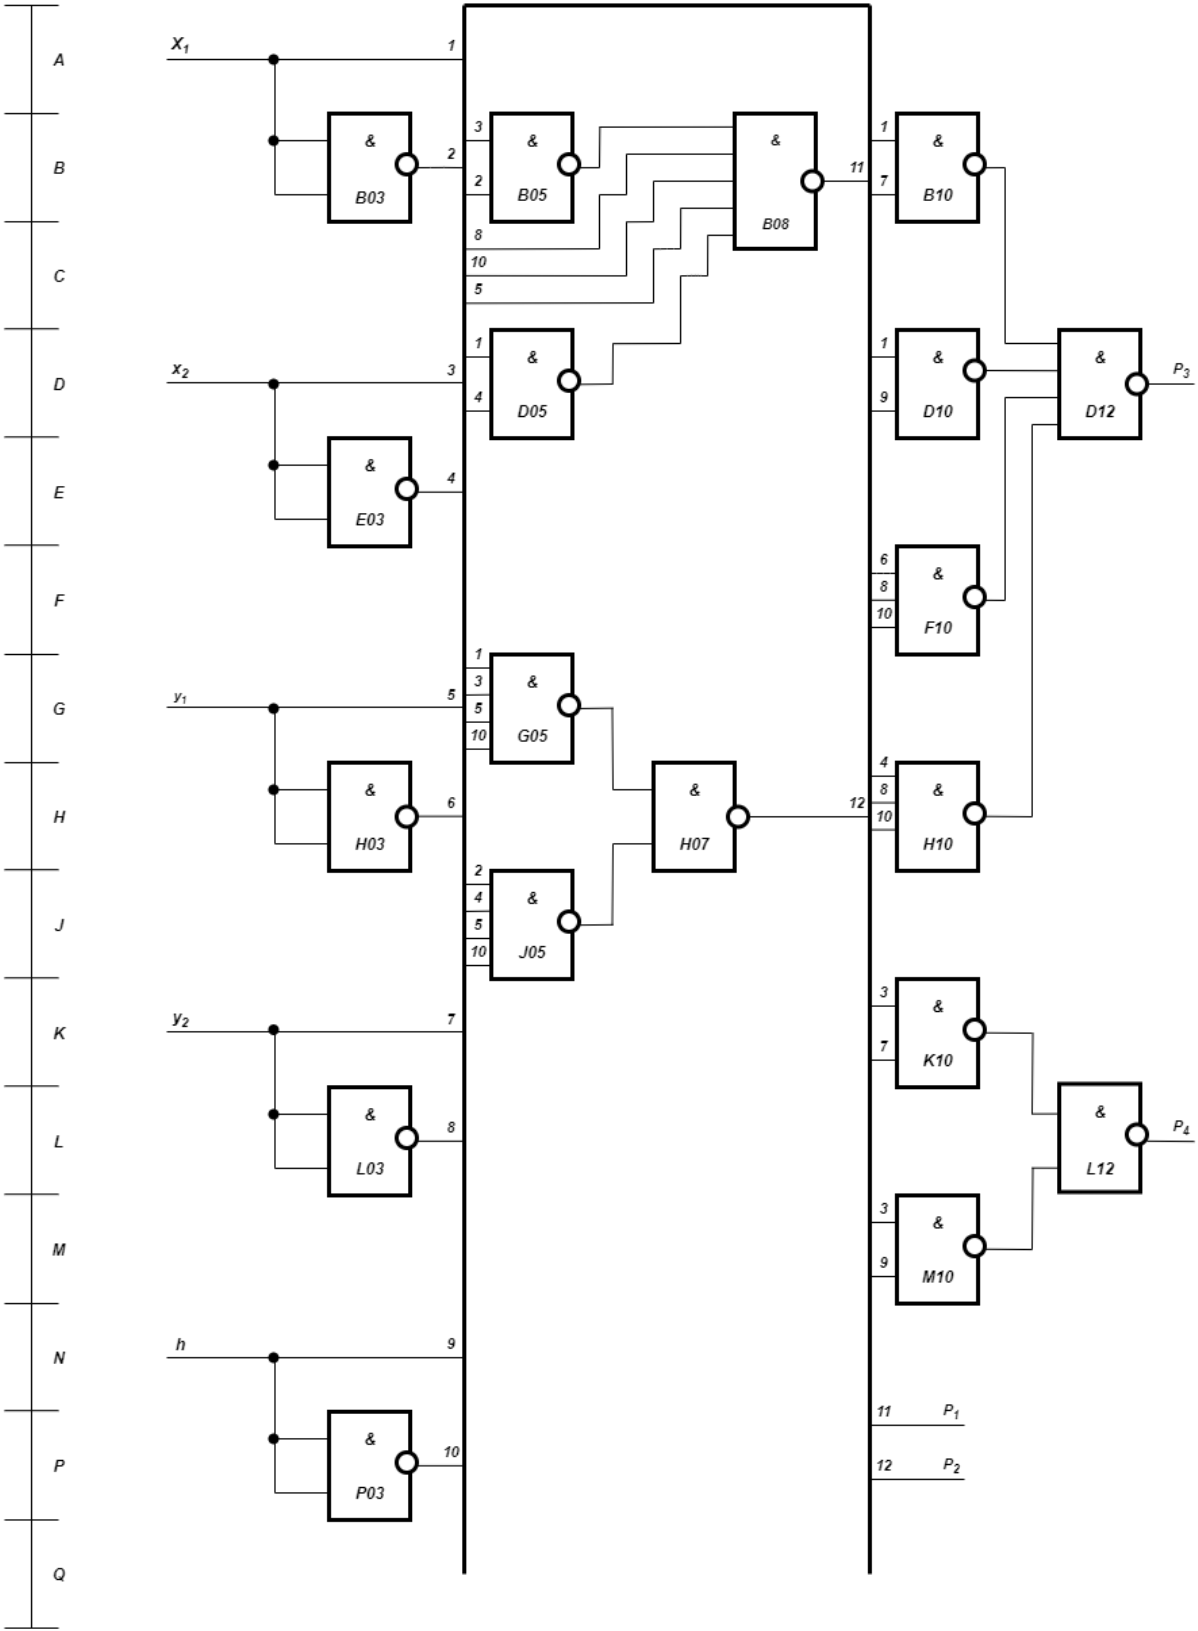 A
X₁
1
&
B03
2
B
3
2
&
B05
8
10
5
&
B08
11
1
7
&
B10
C
D
x₂
3
1
4
&
D05
1
9
&
D10
&
D12
P₃
E
&
E03
4
F
6
8
10
&
F10
G
y₁
5
1
3
5
10
&
G05
H
&
H03
6
&
H07
12
4
8
10
&
H10
J
2
4
5
10
&
J05
K
y₂
7
3
7
&
K10
L
&
L03
8
&
L12
P₄
M
3
9
&
M10
N
h
9
P
&
P03
10
11
P₁
12
P₂
Q